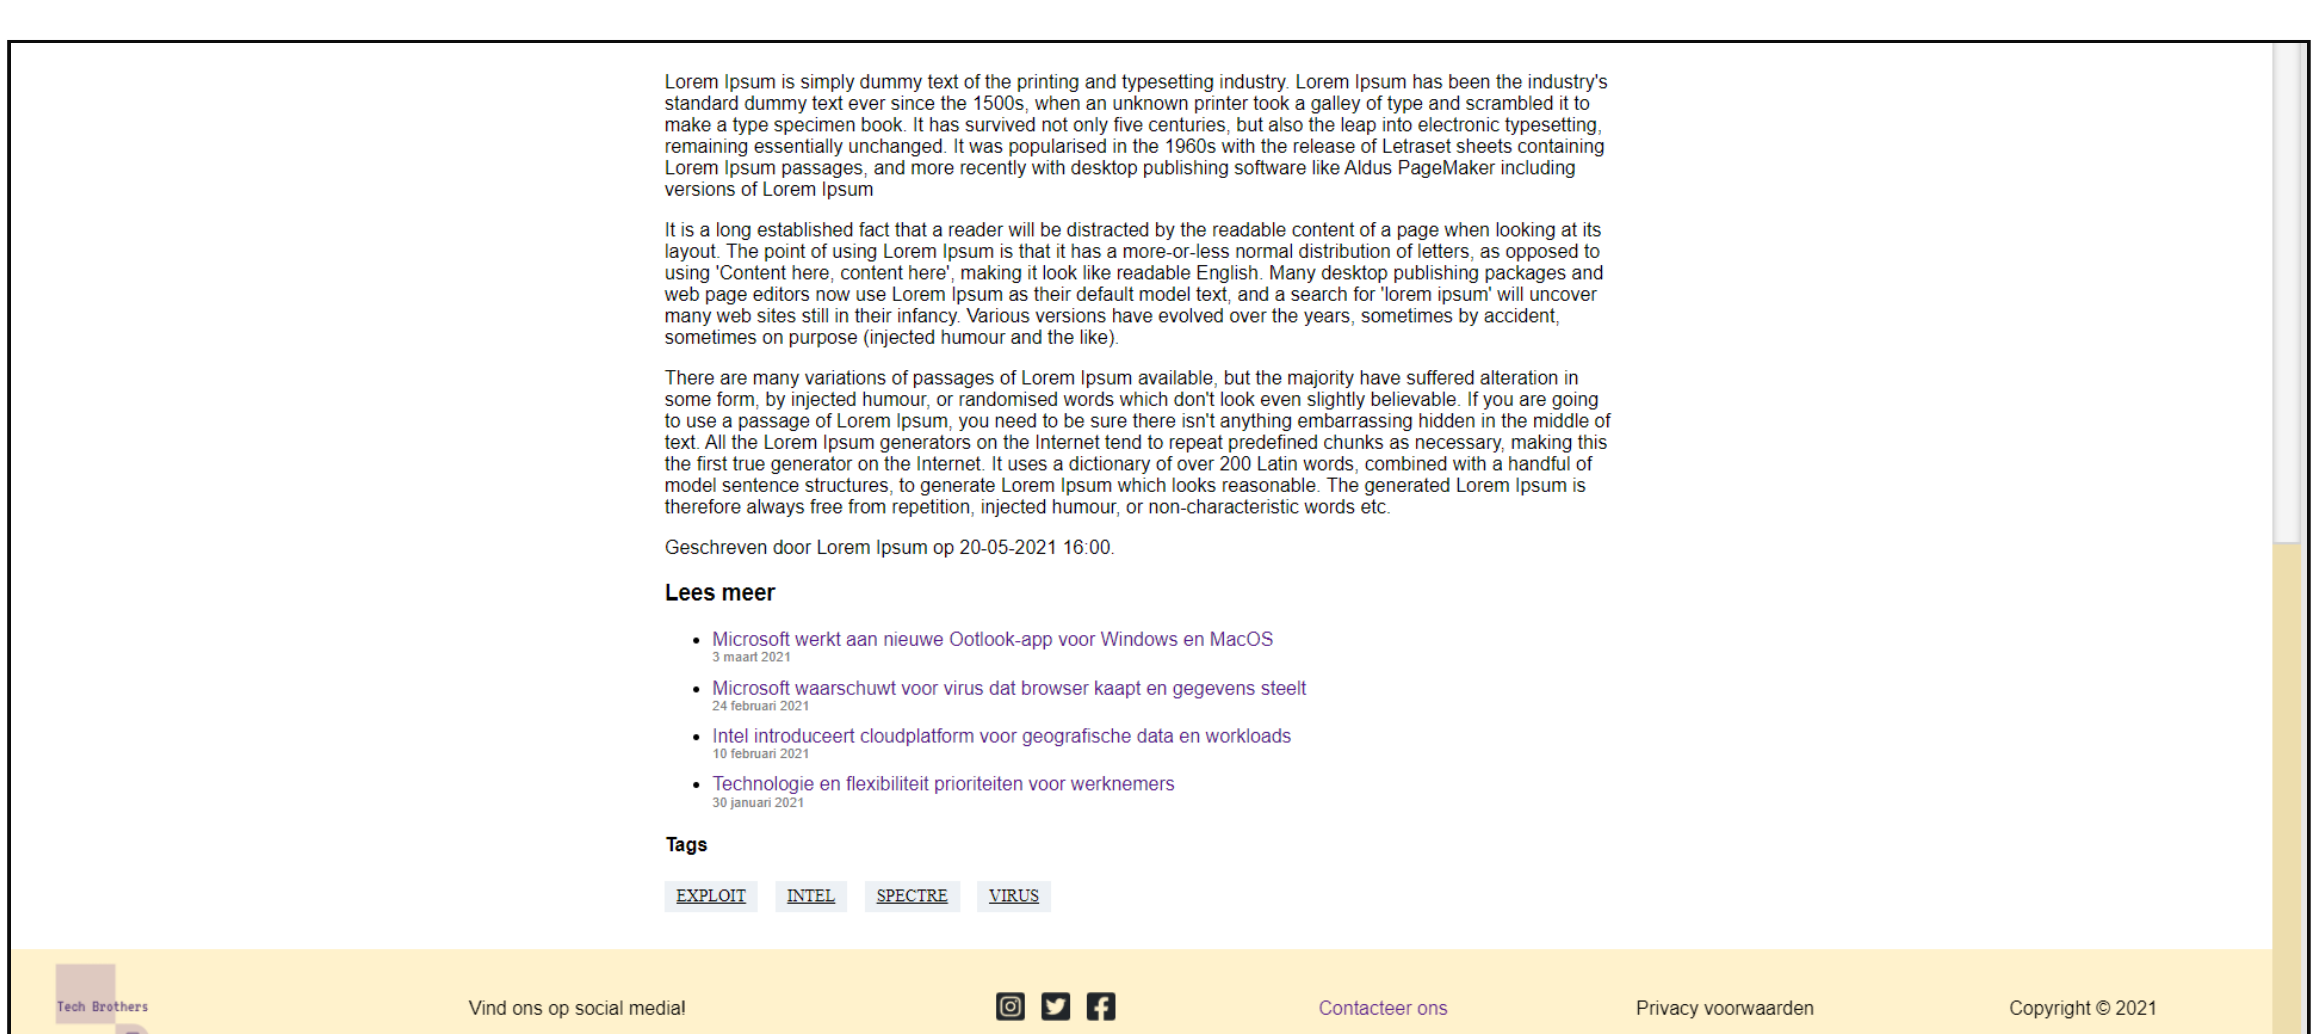 Lorem Ipsum is simply dummy text of the printing and typesetting industry. Lorem Ipsum has been the industry's
standard dummy text ever since the 1500s, when an unknown printer took a galley of type and scrambled it to
make a type specimen book. It has survived not only five centuries, but also the leap into electronic typesetting,
remaining essentially unchanged. It was popularised in the 1960s with the release of Letraset sheets containing
Lorem Ipsum passages, and more recently with desktop publishing software like Aldus PageMaker including
versions of Lorem Ipsum
It is a long established fact that a reader will be distracted by the readable content of a page when looking at its
layout. The point of using Lorem Ipsum is that it has a more-or-less normal distribution of letters, as opposed to
using 'Content here, content here', making it look like readable English. Many desktop publishing packages and
web page editors now use Lorem Ipsum as their default model text, and a search for 'lorem ipsum' will uncover
many web sites still in their infancy. Various versions have evolved over the years, sometimes by accident,
sometimes on purpose (injected humour and the like).
There are many variations of passages of Lorem Ipsum available, but the majority have suffered alteration in
some form, by injected humour, or randomised words which don't look even slightly believable. If you are going
to use a passage of Lorem Ipsum, you need to be sure there isn't anything embarrassing hidden in the middle of
text. All the Lorem Ipsum generators on the Internet tend to repeat predefined chunks as necessary, making this
the first true generator on the Internet. It uses a dictionary of over 200 Latin words, combined with a handful of
model sentence structures, to generate Lorem Ipsum which looks reasonable. The generated Lorem Ipsum is
therefore always free from repetition, injected humour, or non-characteristic words etc.
Geschreven door Lorem Ipsum op 20-05-2021 16:00.
Lees meer
Microsoft werkt aan nieuwe Ootlook-app voor Windows en MacOS
3 maart 2021
Microsoft waarschuwt voor virus dat browser kaapt en gegevens steelt
24 februari 2021
Intel introduceert cloudplatform voor geografische data en workloads
10 februari 2021
Technologie en flexibiliteit prioriteiten voor werknemers
30 januari 2021
Tags
EXPLOIT INTEL SPECTRE VIRUS
Tech Brothers Vind ons op social media! Contacteer ons Privacy voorwaarden Copyright © 2021